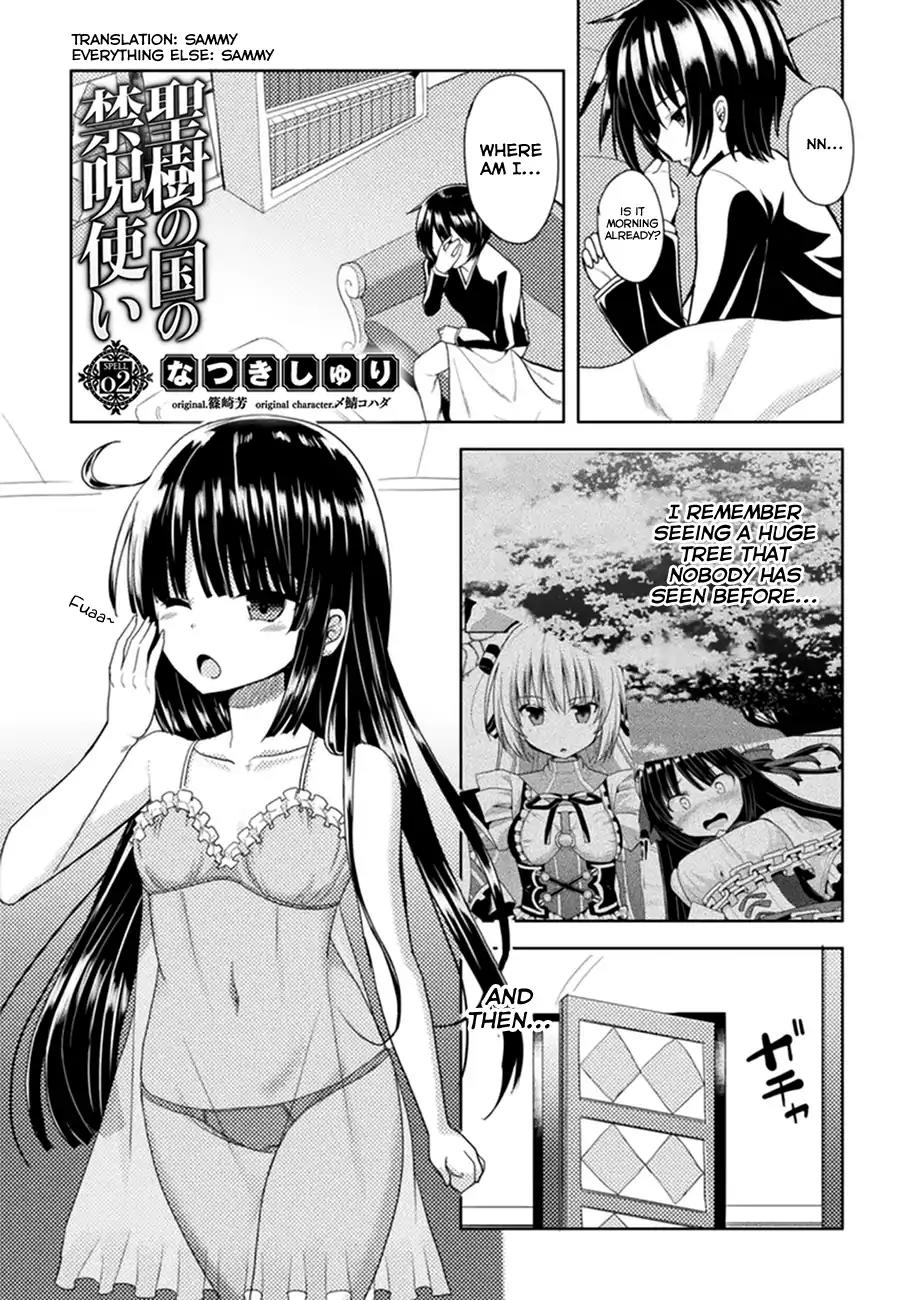 TRANSLATION: SAMMY
EVERYTHING ELSE: SAMMY
NN...
IS IT
MORNING
ALREADY?
WHERE
AM I...
聖樹の国の
禁呪使い
SPELL
02
なつきしゅり
original.篠崎芳 original character.〆鯖コハダ
I REMEMBER
SEEING A HUGE
TREE THAT
NOBODY HAS
SEEN BEFORE...
AND
THEN...
ガチャ
Fuaa~